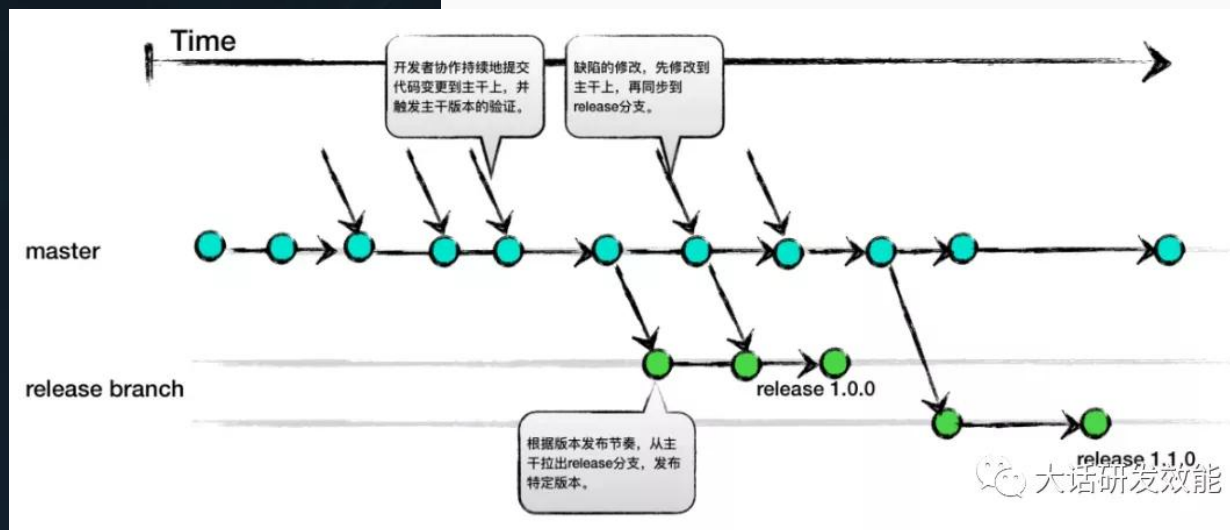 Time
开发者协作持续地提交
代码变更到主干上，并
触发主干版本的验证。
缺陷的修改，先修改到
主干上，再同步到
release分支。
master
release branch
release 1.0.0
根据版本发布节奏，从主
干拉出release分支，发布
特定版本。
release 1.1.0
大话研发效能